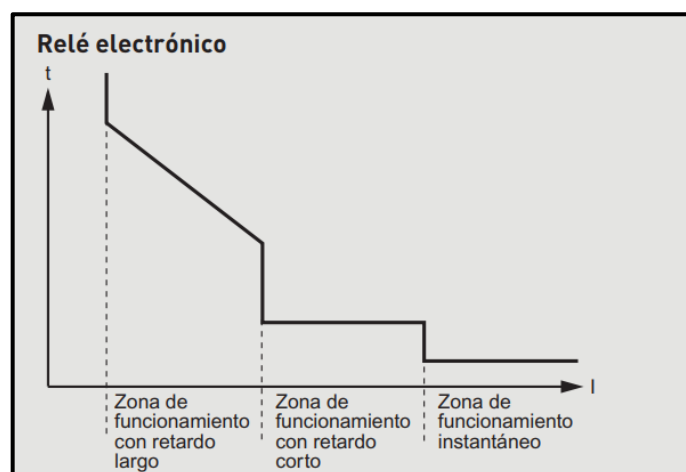 Relé electrónico
t
I
Zona de
funcionamiento
con retardo
largo
Zona de
funcionamiento
con retardo
corto
Zona de
funcionamiento
instantáneo